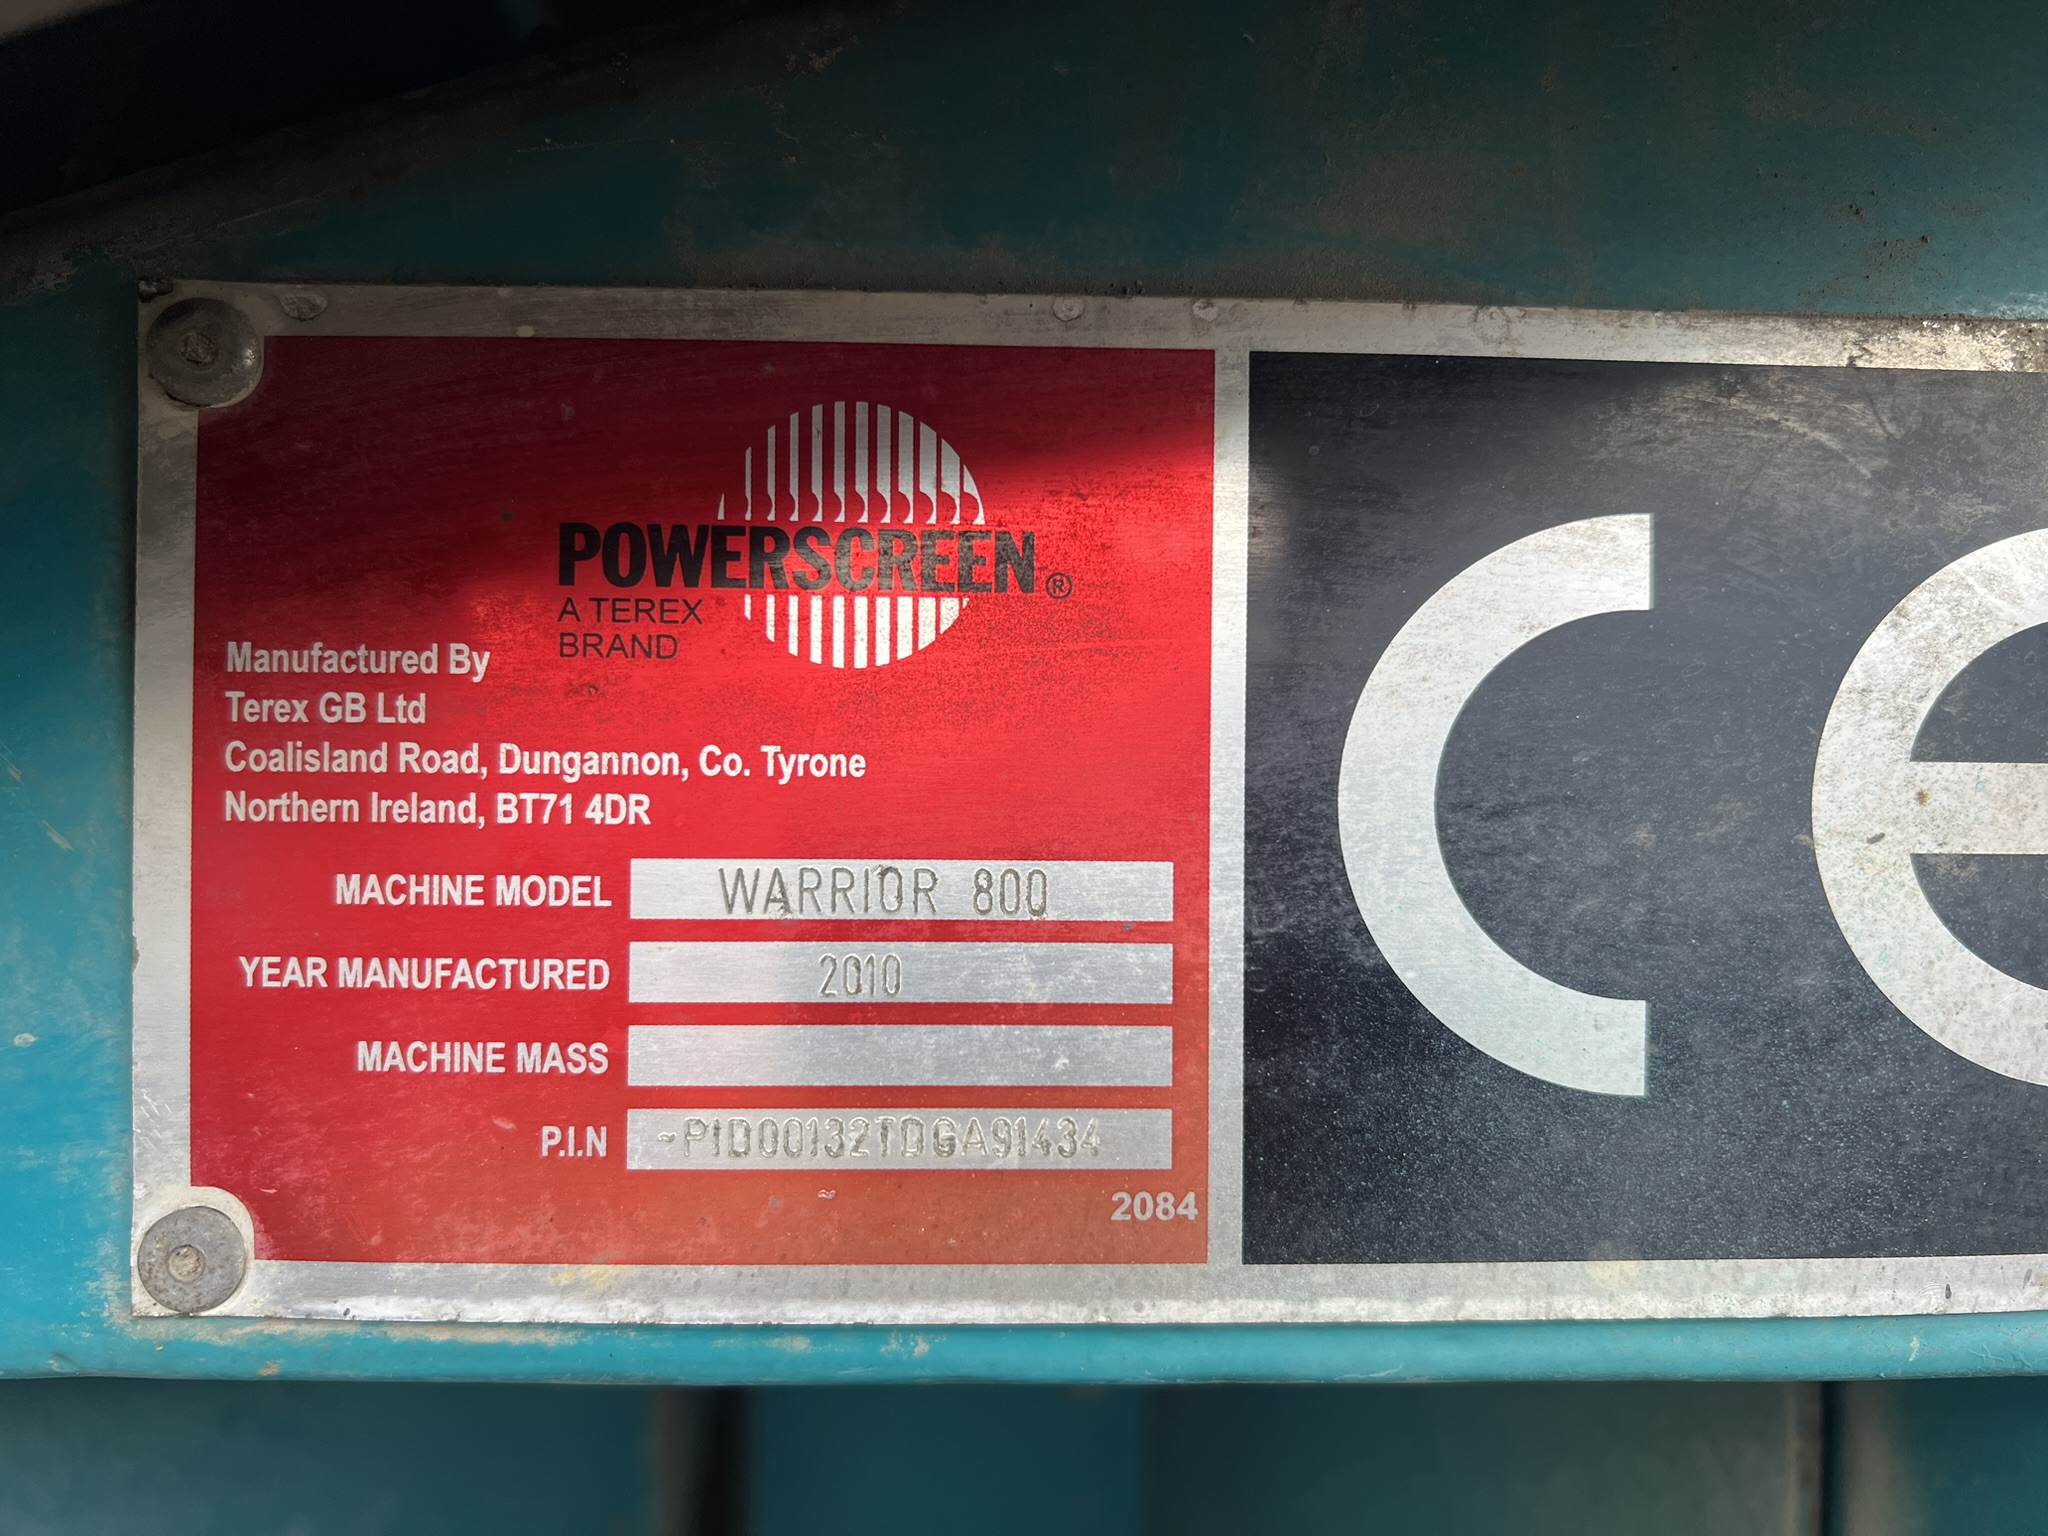 POWERSCREEN®
A TEREX
BRAND
Manufactured By
Terex GB Ltd
Coalisland Road, Dungannon, Co. Tyrone
Northern Ireland, BT71 4DR
MACHINE MODEL WARRIOR 800
YEAR MANUFACTURED 2010
MACHINE MASS
P.I.N ~PID00132TDGA91434
2084
CE